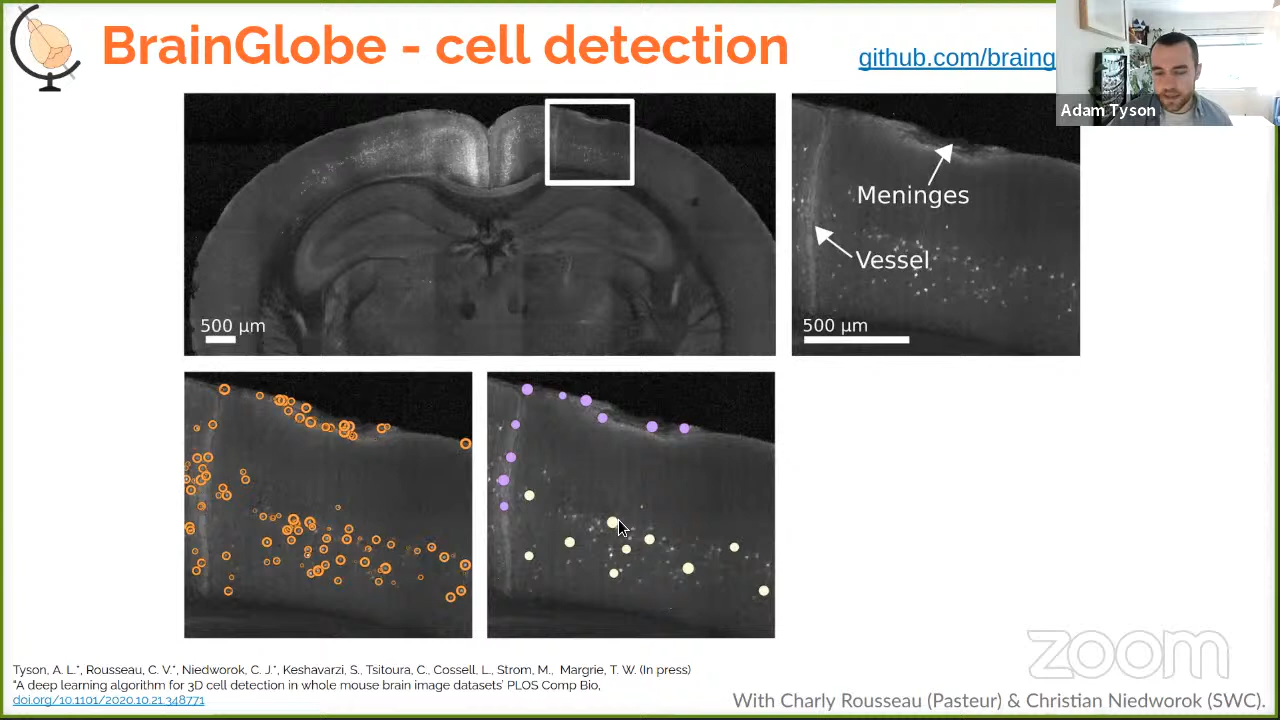 BrainGlobe - cell detection
github.com/braing
Adam Tyson
Meninges
Vessel
500 µm
500 µm
Tyson, A. L.*, Rousseau, C. V.*, Niedworok, C. J.*, Keshavarzi, S., Tsitoura, C., Cossell, L., Strom, M., Margrie, T. W. (In press)
"A deep learning algorithm for 3D cell detection in whole mouse brain image datasets' PLOS Comp Bio,
doi.org/10.1101/2020.10.21.348771
zoom
With Charly Rousseau (Pasteur) & Christian Niedworok (SWC).